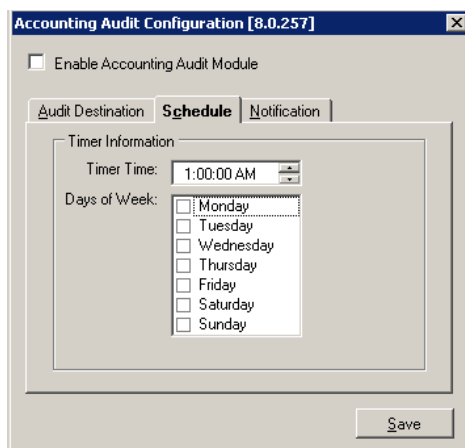 Accounting Audit Configuration [8.0.257]
Enable Accounting Audit Module
Audit Destination Schedule Notification
Timer Information
Timer Time: 1:00:00 AM
Days of Week: Monday
Tuesday
Wednesday
Thursday
Friday
Saturday
Sunday
Save